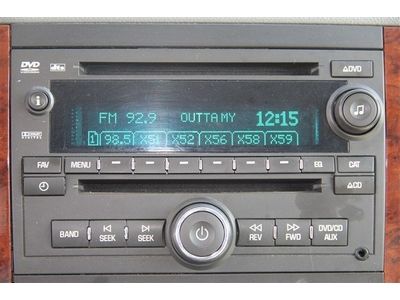 DVD dts DVD
FM 92.9 OUTTA MY 12:15
1 98.5 X51 X52 X56 X58 X59
FAV MENU EQ CAT
CD
BAND SEEK SEEK REV FWD DVD/CD AUX